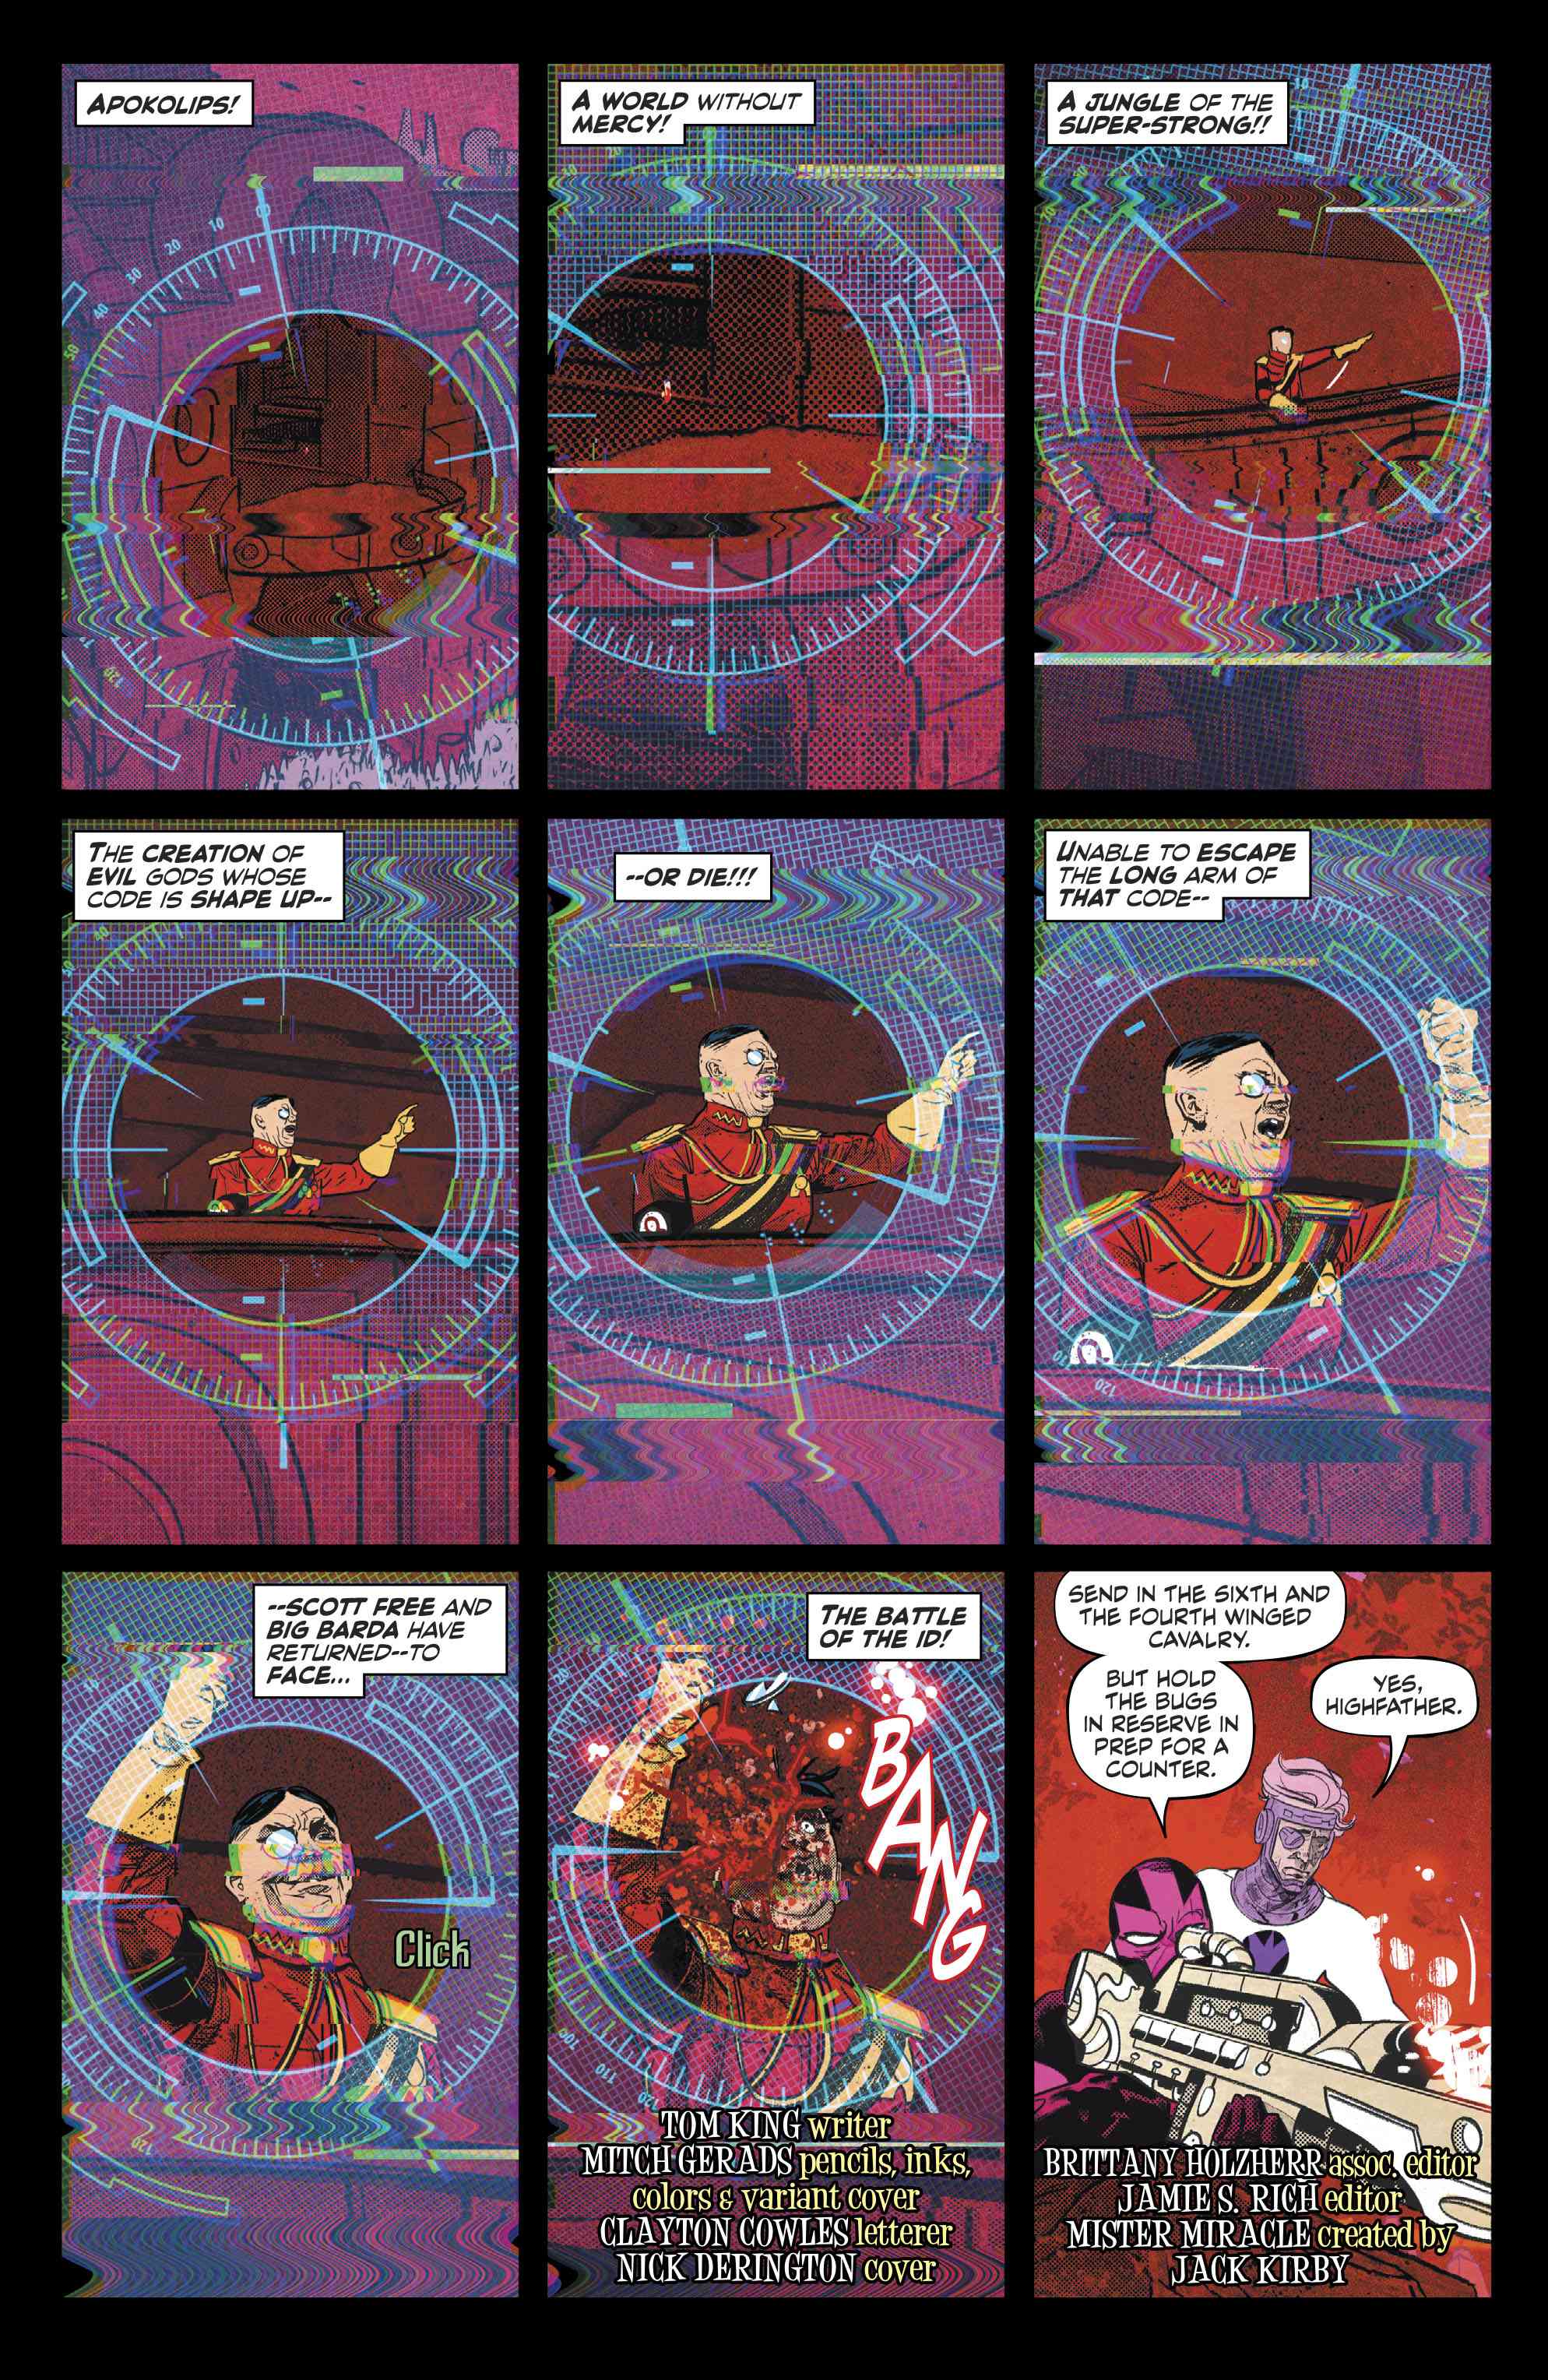 APOKOLIPS!
A WORLD WITHOUT
MERCY!
A JUNGLE OF THE
SUPER-STRONG!!
THE CREATION OF
EVIL GODS WHOSE
CODE IS SHAPE UP--
--OR DIE!!!
UNABLE TO ESCAPE
THE LONG ARM OF
THAT CODE--
--SCOTT FREE AND
BIG BARDA HAVE
RETURNED--TO
FACE...
Click
THE BATTLE
OF THE ID!
BANG
TOM KING writer
MITCH GERADS pencils, inks,
colors & variant cover
CLAYTON COWLES letterer
NICK DERINGTON cover
SEND IN THE SIXTH AND
THE FOURTH WINGED
CAVALRY.
BUT HOLD
THE BUGS
IN RESERVE IN
PREP FOR A
COUNTER.
YES,
HIGHFATHER.
BRITTANY HOLZHERR assoc. editor
JAMIE S. RICH editor
MISTER MIRACLE created by
JACK KIRBY